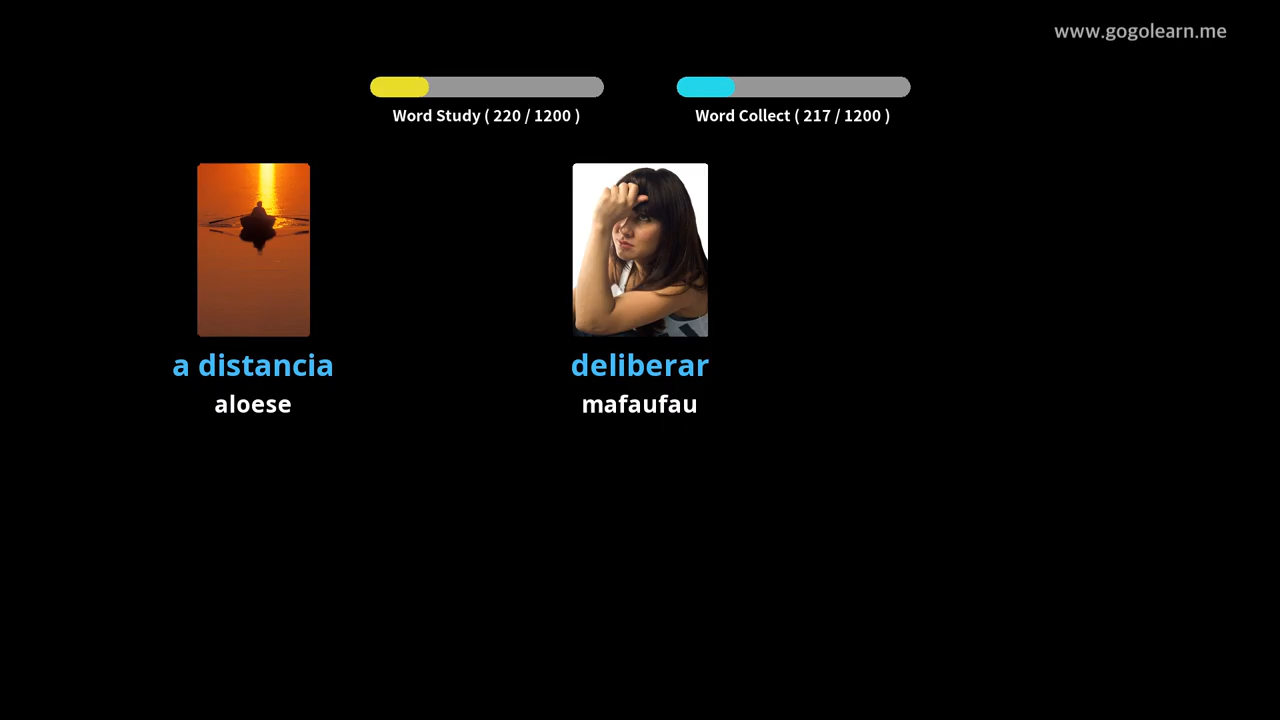 www.gogolearn.me
Word Study ( 220 / 1200 )
Word Collect ( 217 / 1200 )
a distancia
aloese
deliberar
mafaufau